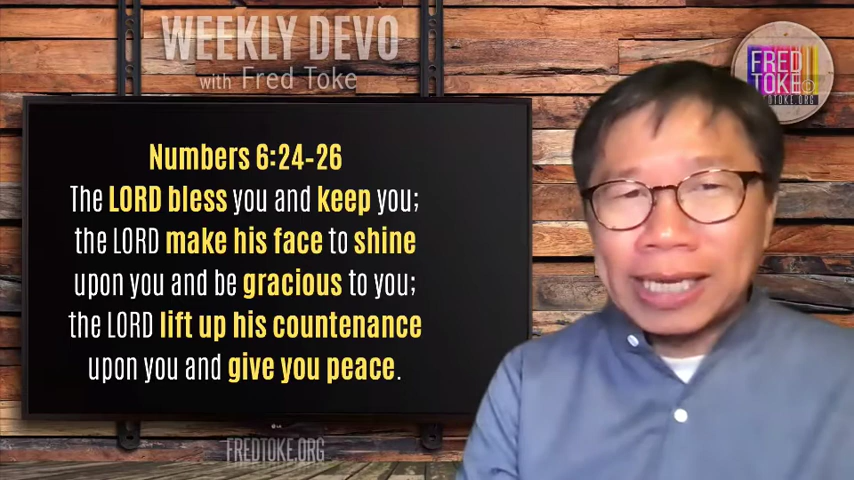 WEEKLY DEVO
with Fred Toke
FRED
TOKE©
FREDTOKE.ORG
Numbers 6:24-26
The LORD bless you and keep you;
the LORD make his face to shine
upon you and be gracious to you;
the LORD lift up his countenance
upon you and give you peace.
LG
FREDTOKE.ORG